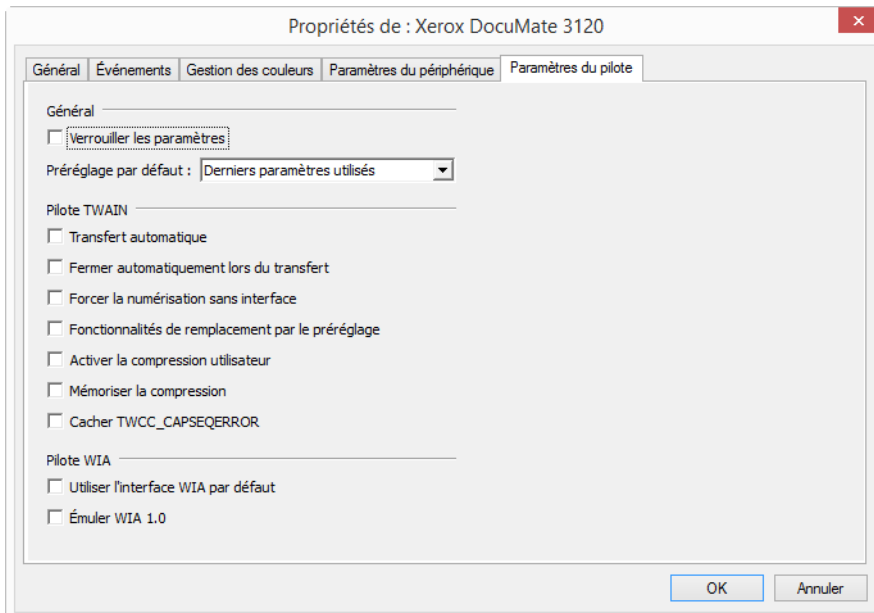 Propriétés de : Xerox DocuMate 3120
Général Événements Gestion des couleurs Paramètres du périphérique Paramètres du pilote
Général
Verrouiller les paramètres
Préréglage par défaut : Derniers paramètres utilisés
Pilote TWAIN
Transfert automatique
Fermer automatiquement lors du transfert
Forcer la numérisation sans interface
Fonctionnalités de remplacement par le préréglage
Activer la compression utilisateur
Mémoriser la compression
Cacher TWCC_CAPSEQERROR
Pilote WIA
Utiliser l'interface WIA par défaut
Émuler WIA 1.0
OK Annuler